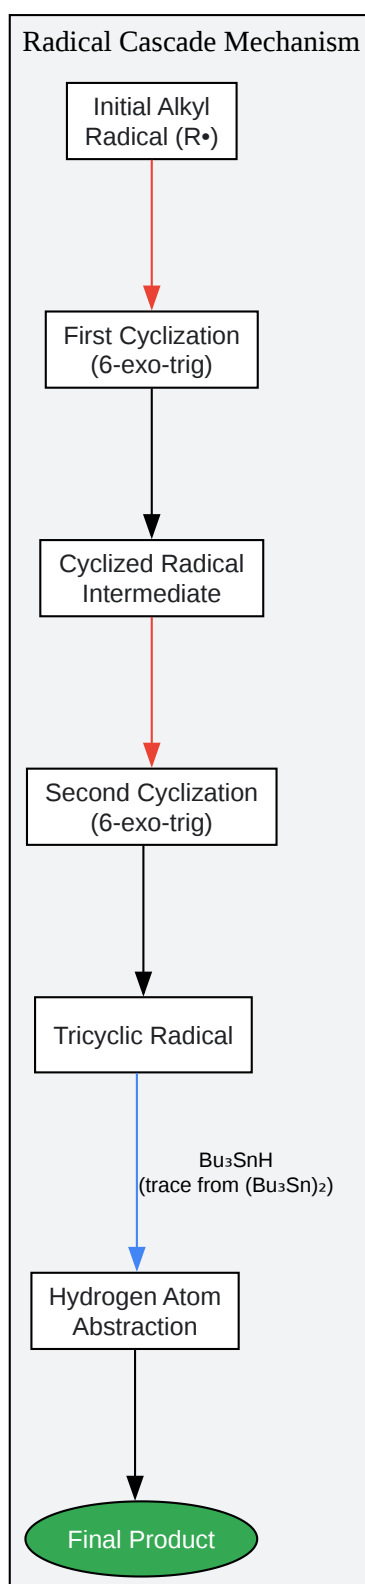 Radical Cascade Mechanism
Initial Alkyl
Radical (R•)
First Cyclization
(6-exo-trig)
Cyclized Radical
Intermediate
Second Cyclization
(6-exo-trig)
Tricyclic Radical
Bu₃SnH
(trace from (Bu₃Sn)₂)
Hydrogen Atom
Abstraction
Final Product